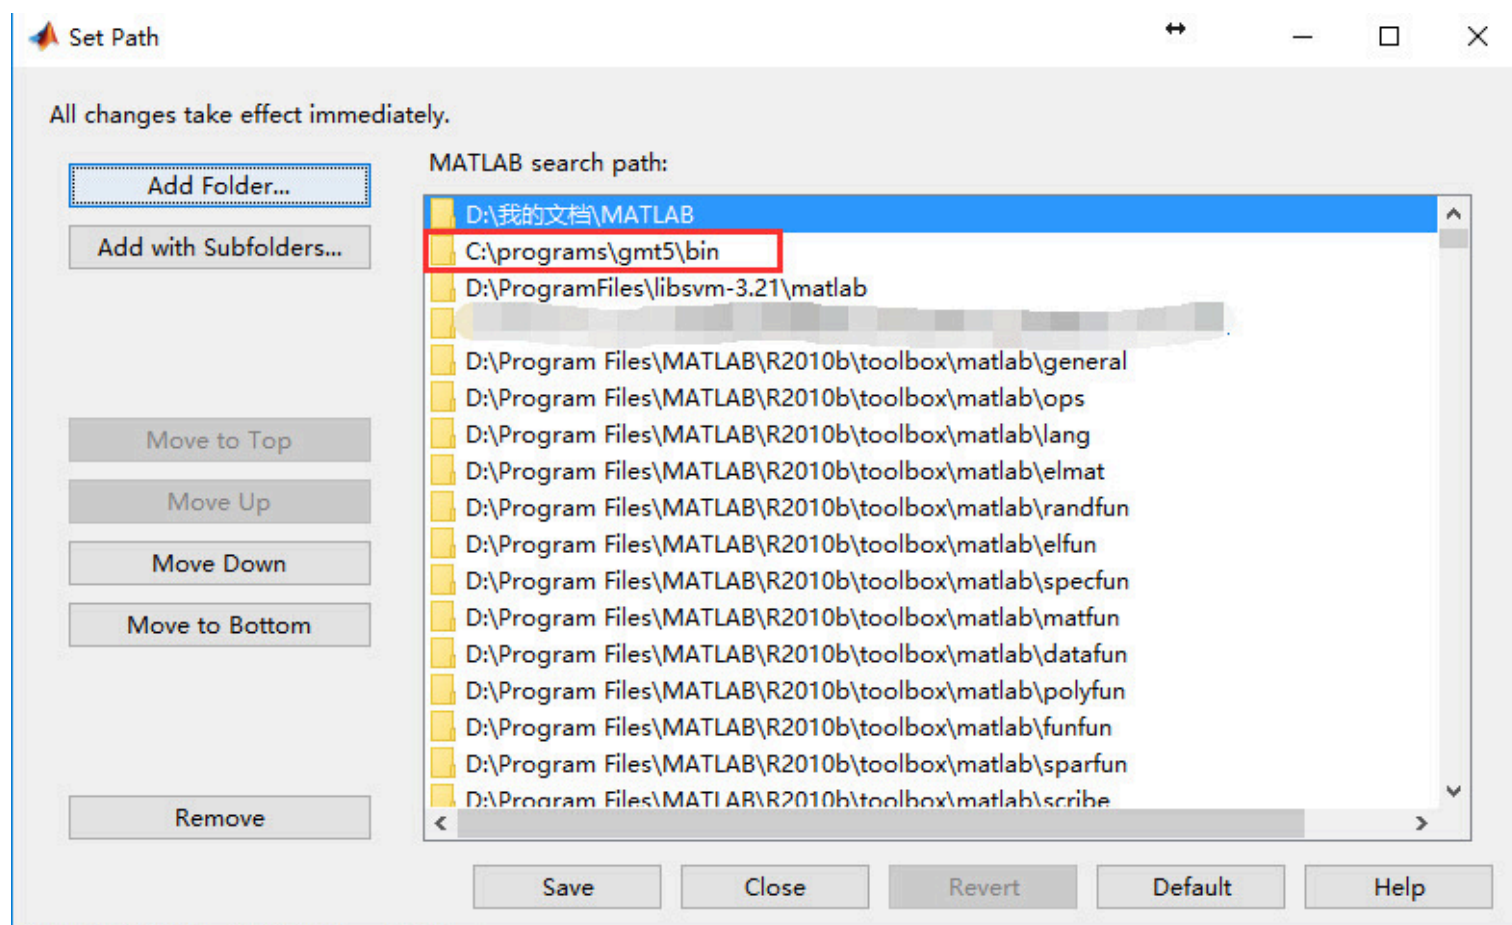 Set Path
All changes take effect immediately.
MATLAB search path:
Add Folder...
Add with Subfolders...
Move to Top
Move Up
Move Down
Move to Bottom
Remove
D:\我的文档\MATLAB
C:\programs\gmt5\bin
D:\ProgramFiles\libsvm-3.21\matlab
D:\Program Files\MATLAB\R2010b\toolbox\matlab\general
D:\Program Files\MATLAB\R2010b\toolbox\matlab\ops
D:\Program Files\MATLAB\R2010b\toolbox\matlab\lang
D:\Program Files\MATLAB\R2010b\toolbox\matlab\elmat
D:\Program Files\MATLAB\R2010b\toolbox\matlab\randfun
D:\Program Files\MATLAB\R2010b\toolbox\matlab\elfun
D:\Program Files\MATLAB\R2010b\toolbox\matlab\specfun
D:\Program Files\MATLAB\R2010b\toolbox\matlab\matfun
D:\Program Files\MATLAB\R2010b\toolbox\matlab\datafun
D:\Program Files\MATLAB\R2010b\toolbox\matlab\polyfun
D:\Program Files\MATLAB\R2010b\toolbox\matlab\funfun
D:\Program Files\MATLAB\R2010b\toolbox\matlab\sparfun
D:\Program Files\MATLAB\R2010b\toolbox\matlab\scribe
Save
Close
Revert
Default
Help